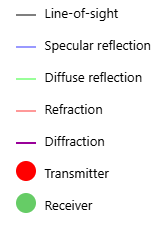 Line-of-sight
Specular reflection
Diffuse reflection
Refraction
Diffraction
Transmitter
Receiver